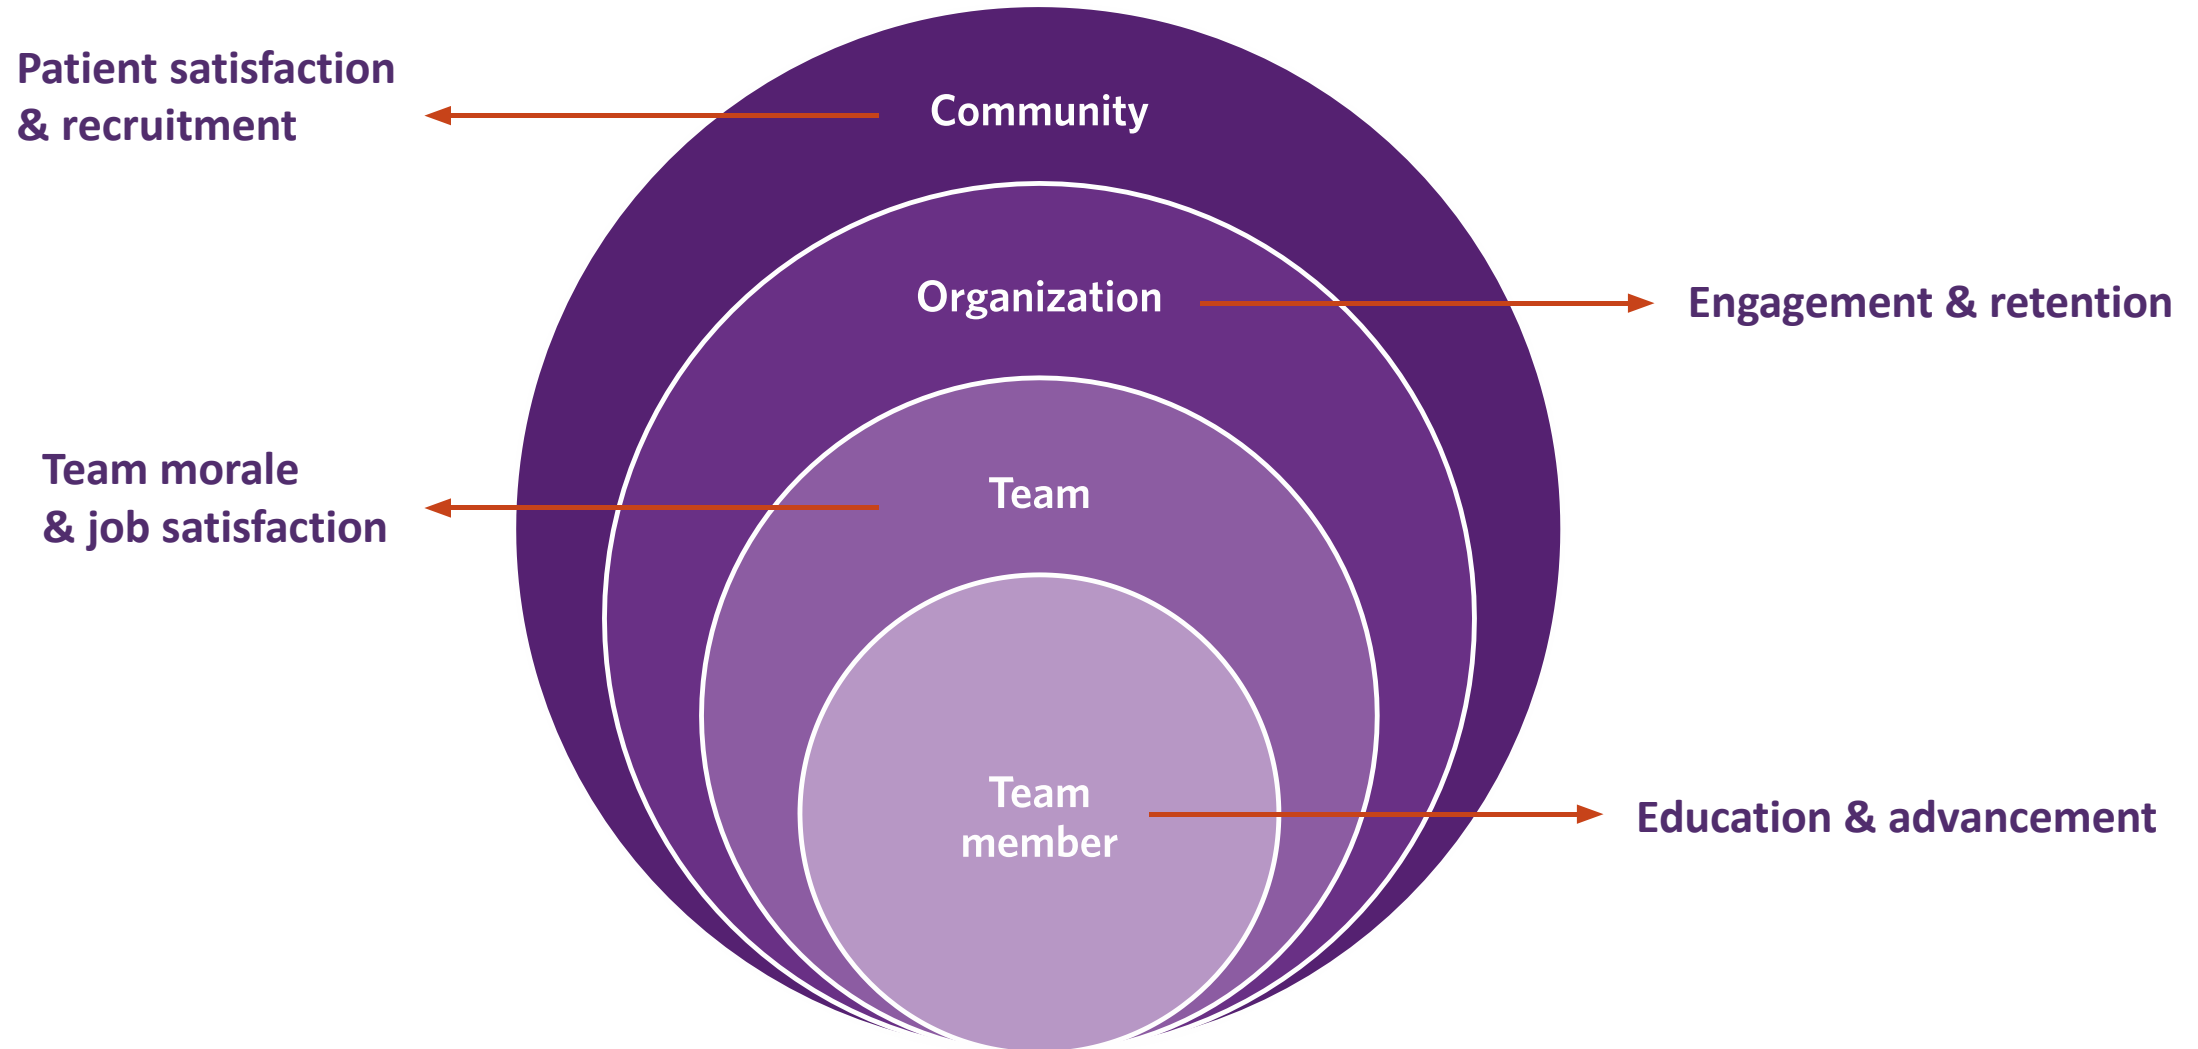 Patient satisfaction
& recruitment
Community
Organization
Engagement & retention
Team morale
& job satisfaction
Team
Team
member
Education & advancement